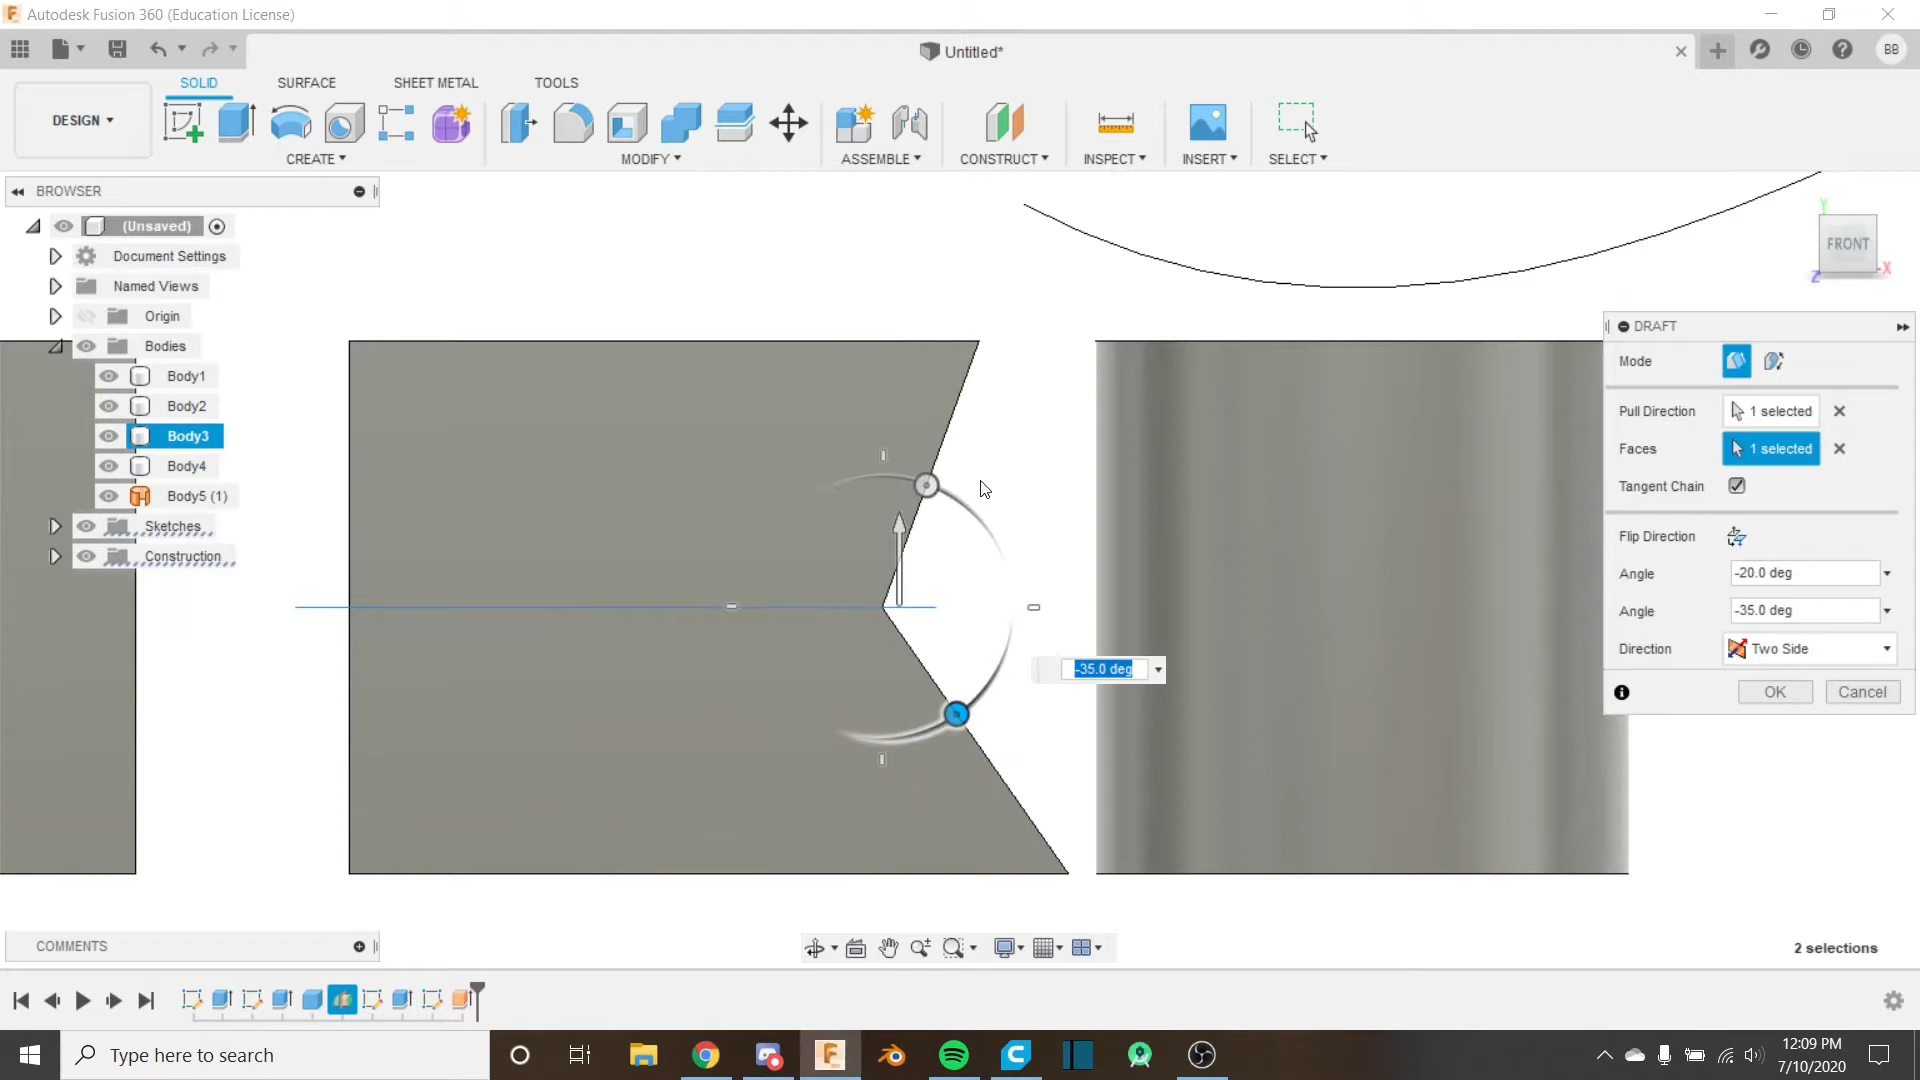 Autodesk Fusion 360 (Education License)
Untitled*
BB
SOLID
SURFACE
SHEET METAL
TOOLS
DESIGN
CREATE
MODIFY
ASSEMBLE
CONSTRUCT
INSPECT
INSERT
SELECT
BROWSER
(Unsaved)
Document Settings
Named Views
Origin
Bodies
Body1
Body2
Body3
Body4
Body5 (1)
Sketches
Construction
Y
FRONT
X
Z
DRAFT
Mode
Pull Direction
1 selected
Faces
1 selected
Tangent Chain
Flip Direction
Angle
-20.0 deg
Angle
-35.0 deg
Direction
Two Side
OK
Cancel
-35.0 deg
COMMENTS
2 selections
Type here to search
12:09 PM
7/10/2020